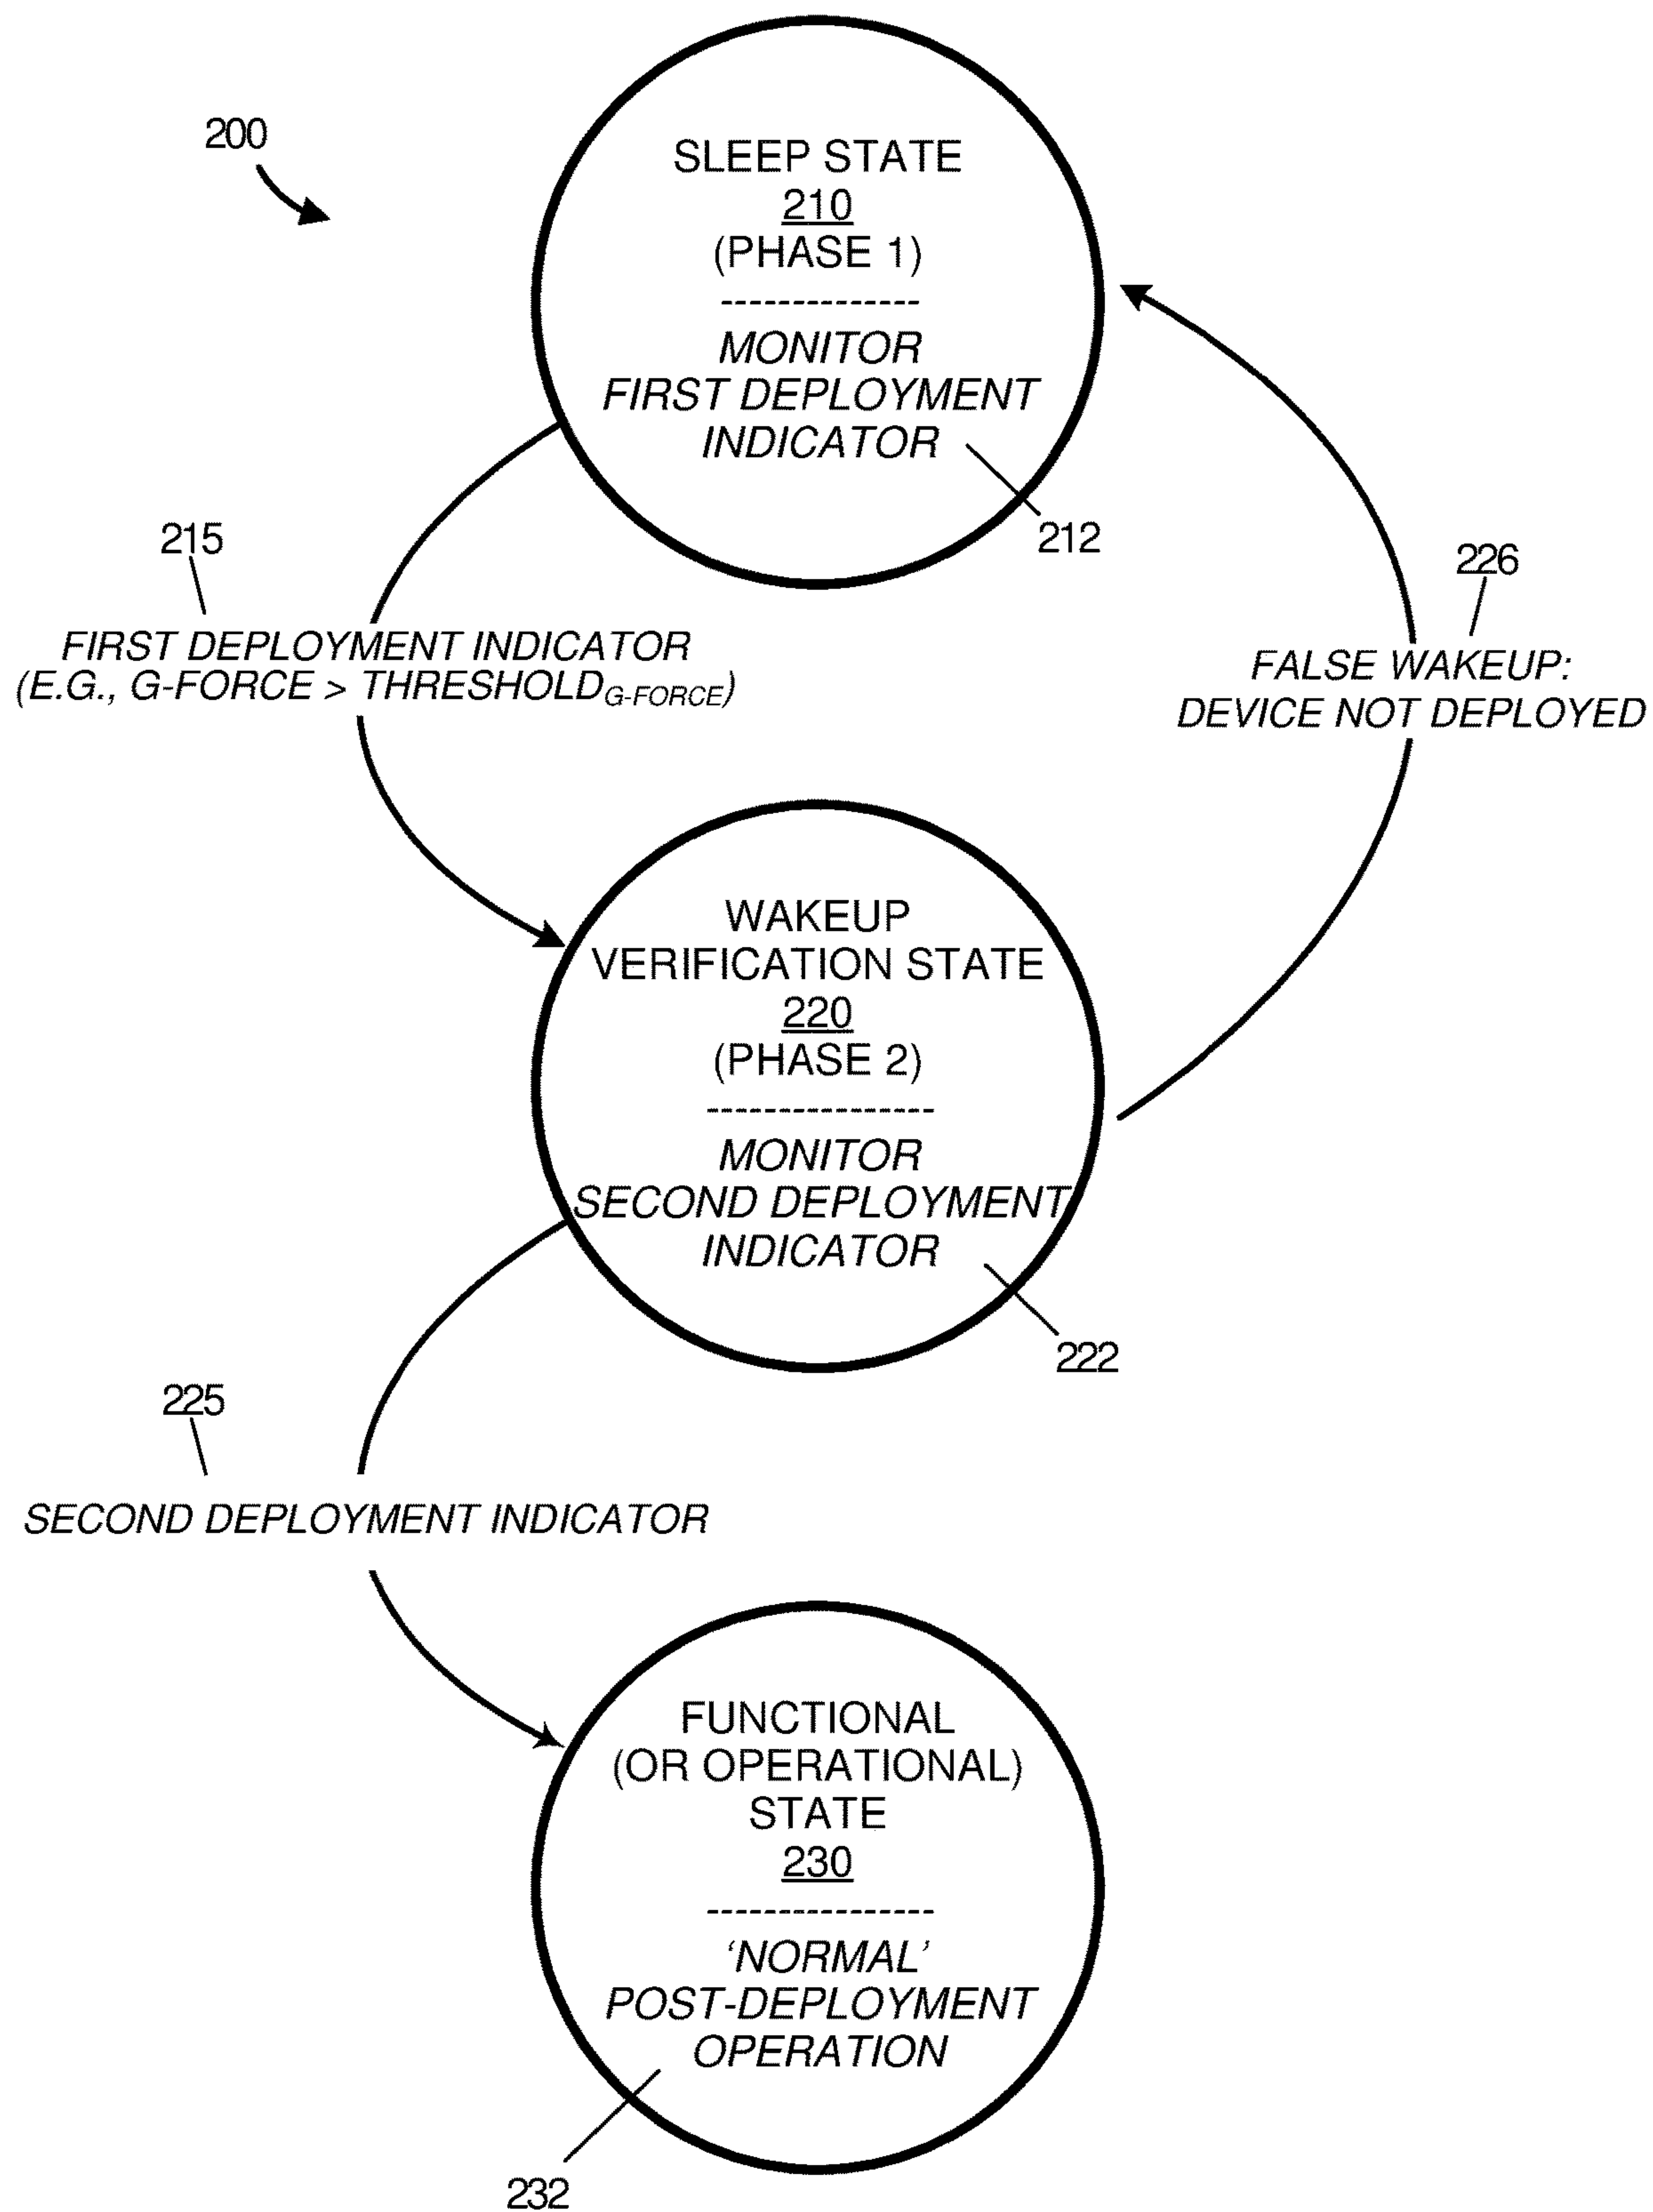 200
SLEEP STATE
210
(PHASE 1)
--------------
MONITOR
FIRST DEPLOYMENT
INDICATOR
212
215
FIRST DEPLOYMENT INDICATOR
(E.G., G-FORCE > THRESHOLDG-FORCE)
226
FALSE WAKEUP:
DEVICE NOT DEPLOYED
WAKEUP
VERIFICATION STATE
220
(PHASE 2)
----------------
MONITOR
SECOND DEPLOYMENT
INDICATOR
222
225
SECOND DEPLOYMENT INDICATOR
FUNCTIONAL
(OR OPERATIONAL)
STATE
230
----------------
‘NORMAL’
POST-DEPLOYMENT
OPERATION
232